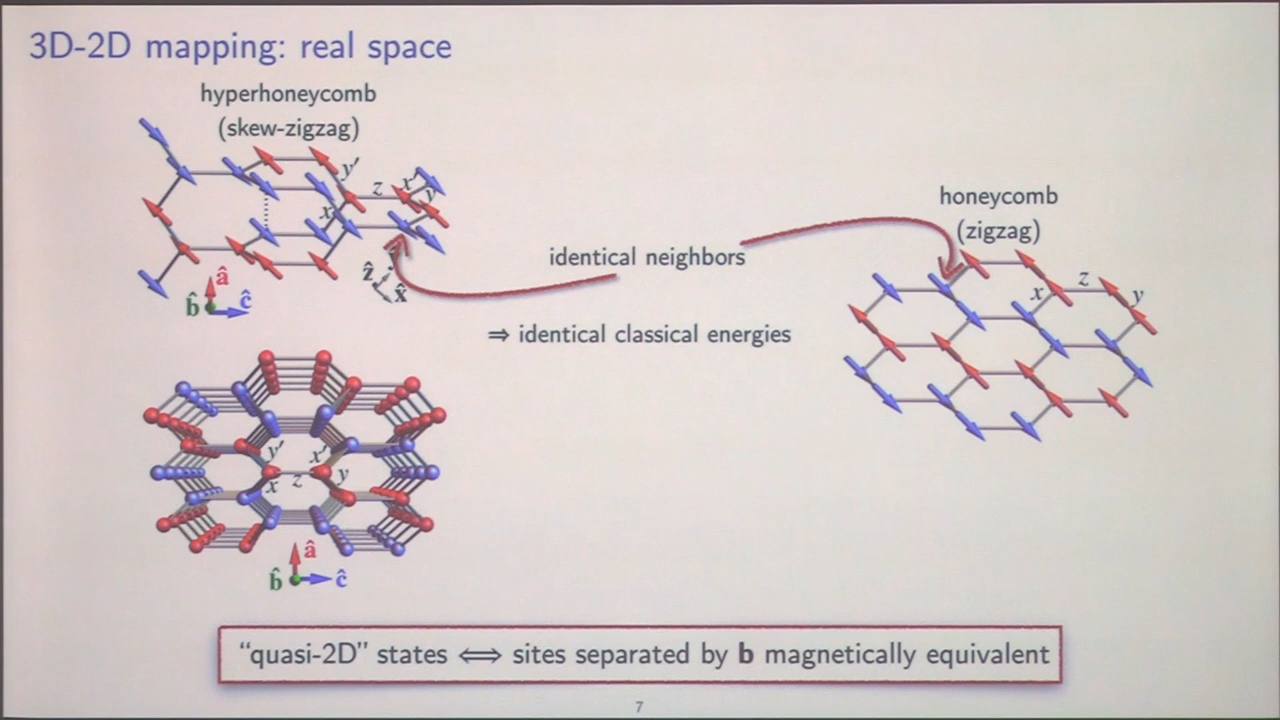 3D-2D mapping: real space
hyperhoneycomb
(skew-zigzag)
y'
z
x'
y
x
ẑ
x̂
â
b̂
ĉ
identical neighbors
⇒ identical classical energies
honeycomb
(zigzag)
x
z
y
y'
x'
x
z
y
â
b̂
ĉ
“quasi-2D” states ⟺ sites separated by b magnetically equivalent
7